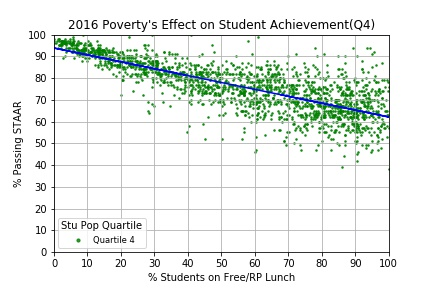 2016 Poverty's Effect on Student Achievement(Q4)
100
90
80
70
60
50
40
30
20
10
0
% Passing STAAR
Stu Pop Quartile
Quartile 4
0 10 20 30 40 50 60 70 80 90 100
% Students on Free/RP Lunch